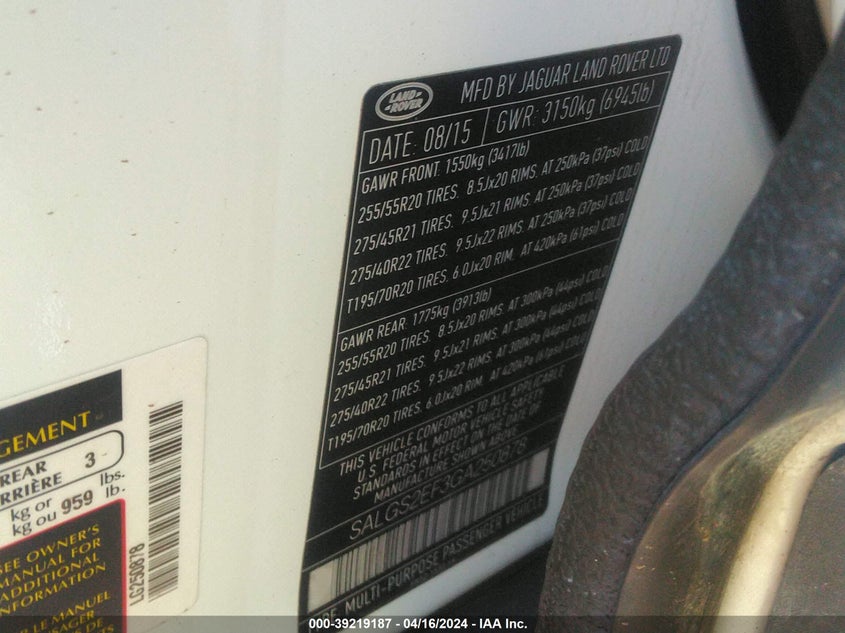 LAND ROVER
MFD BY JAGUAR LAND ROVER LTD
DATE: 08/15 GWR: 3150kg (6945lb)
GAWR FRONT: 1550kg (3417lb)
255/55R20 TIRES. 8.5Jx20 RIMS. AT 250kPa (37psi) COLD
275/45R21 TIRES. 9.5Jx21 RIMS. AT 250kPa (37psi) COLD
275/40R22 TIRES. 9.5Jx22 RIMS. AT 250kPa (37psi) COLD
T195/70R20 TIRES. 6.0Jx20 RIM. AT 420kPa (61psi) COLD
GAWR REAR: 1775kg (3913lb)
255/55R20 TIRES. 8.5Jx20 RIMS. AT 300kPa (44psi) COLD
275/45R21 TIRES. 9.5Jx21 RIMS. AT 300kPa (44psi) COLD
275/40R22 TIRES. 9.5Jx22 RIMS. AT 300kPa (44psi) COLD
T195/70R20 TIRES. 6.0Jx20 RIM. AT 420kPa (61psi) COLD
THIS VEHICLE CONFORMS TO ALL APPLICABLE
U.S. FEDERAL MOTOR VEHICLE SAFETY
STANDARDS IN EFFECT ON THE DATE OF
MANUFACTURE SHOWN ABOVE.
SALGS2EF3GA250878
MULTI-PURPOSE PASSENGER VEHICLE
GEMENT
REAR 3
RRIÈRE
kg or lbs.
kg ou 959 lb.
LG250878
SEE OWNER'S
MANUAL FOR
ADDITIONAL
INFORMATION
LE MANUEL
DE
000-39219187 - 04/16/2024 - IAA Inc.